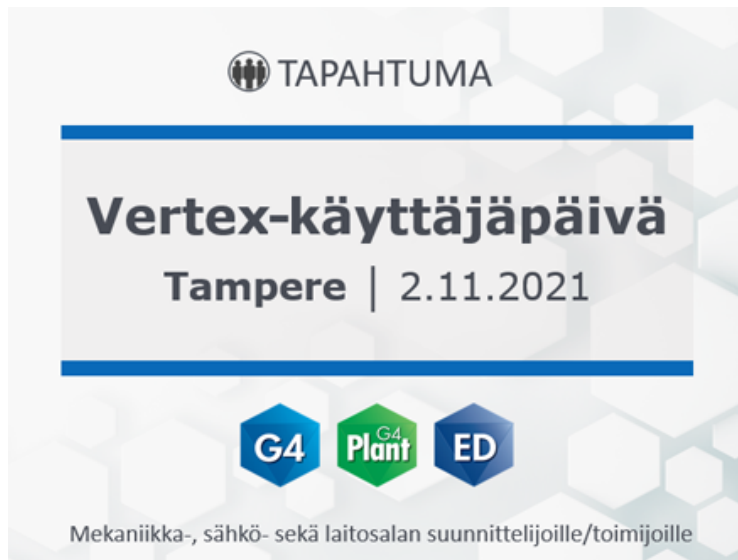 TAPAHTUMA
Vertex-käyttäjäpäivä
Tampere | 2.11.2021
G4
G4
Plant
ED
Mekaniikka-, sähkö- sekä laitosalan suunnittelijoille/toimijoille